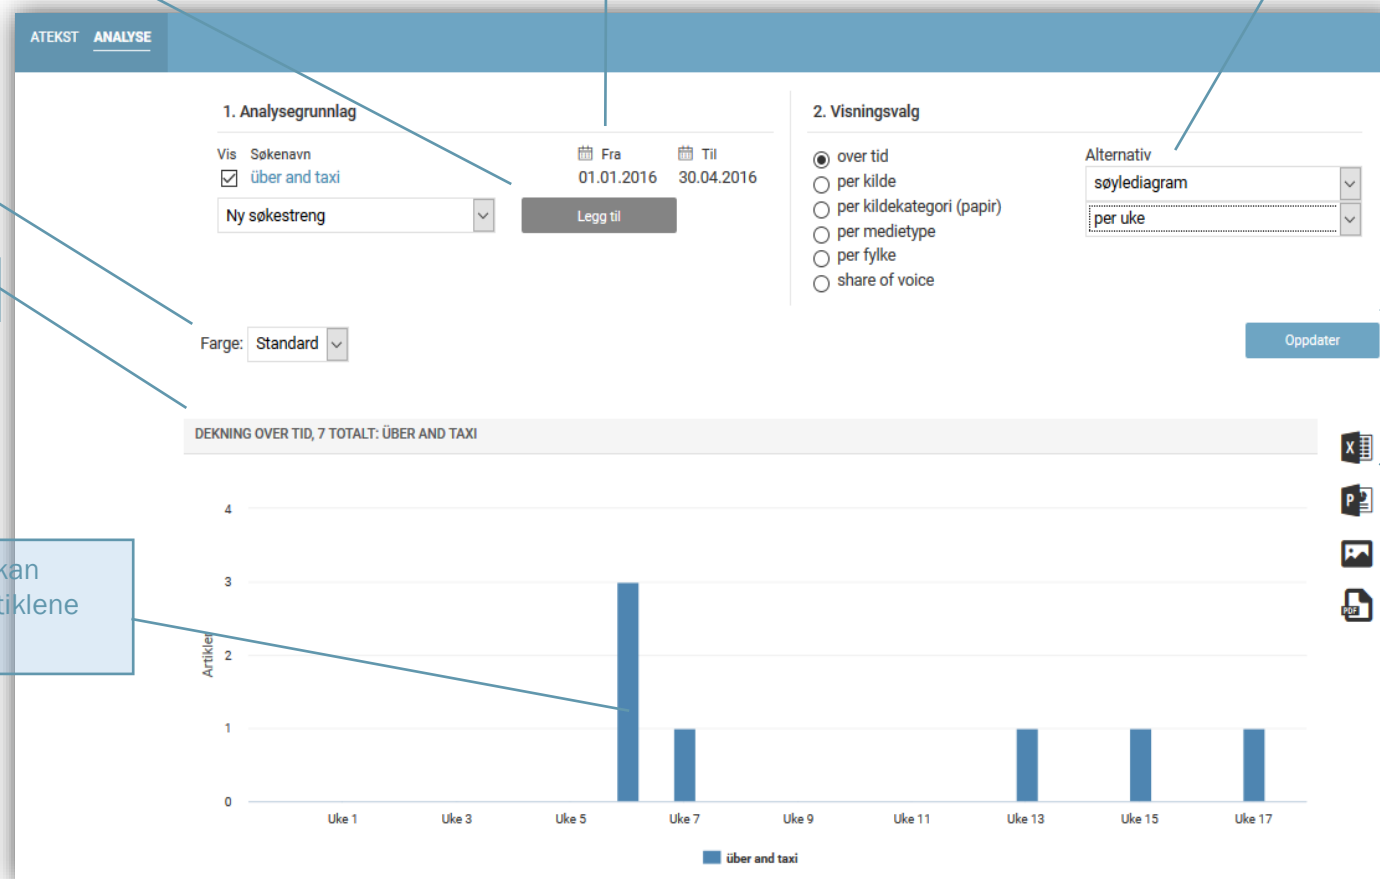 ATEKST ANALYSE
1. Analysegrunnlag
Vis Søkenavn Fra Til
über and taxi 01.01.2016 30.04.2016
Ny søkestreng Legg til
2. Visningsvalg
over tid
per kilde
per kildekategori (papir)
per medietype
per fylke
share of voice
Alternativ
søylediagram
per uke
Farge: Standard
Oppdater
DEKNING OVER TID, 7 TOTALT: ÜBER AND TAXI
X
P
PDF
kan
tiklene
Artikler
4
3
2
1
0
Uke 1 Uke 3 Uke 5 Uke 7 Uke 9 Uke 11 Uke 13 Uke 15 Uke 17
über and taxi